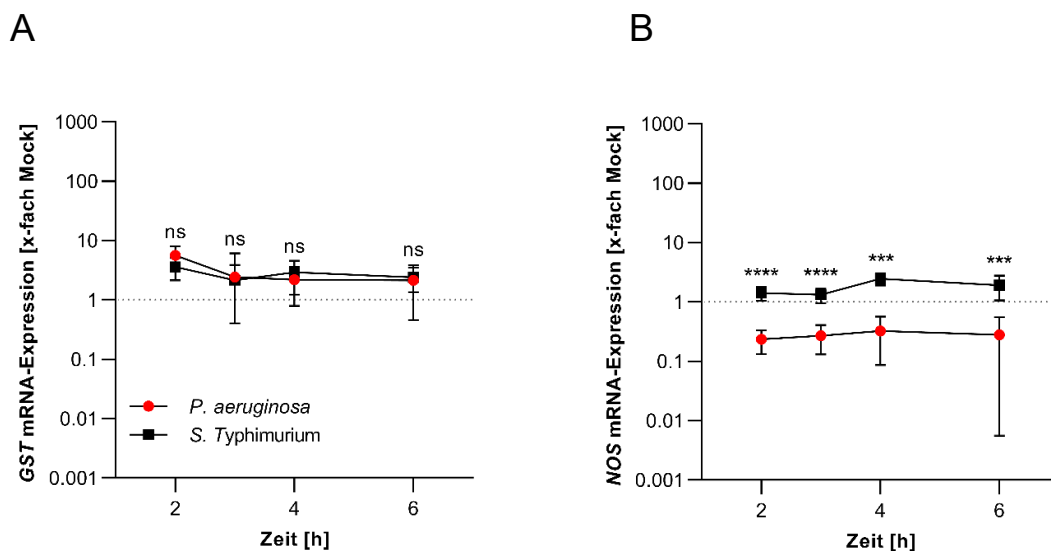 A
GST mRNA-Expression [x-fach Mock]
1000
100
10
1
0.1
0.01
0.001
ns
ns
ns
ns
P. aeruginosa
S. Typhimurium
2
4
6
Zeit [h]
B
NOS mRNA-Expression [x-fach Mock]
1000
100
10
1
0.1
0.01
0.001
****
****
***
***
2
4
6
Zeit [h]